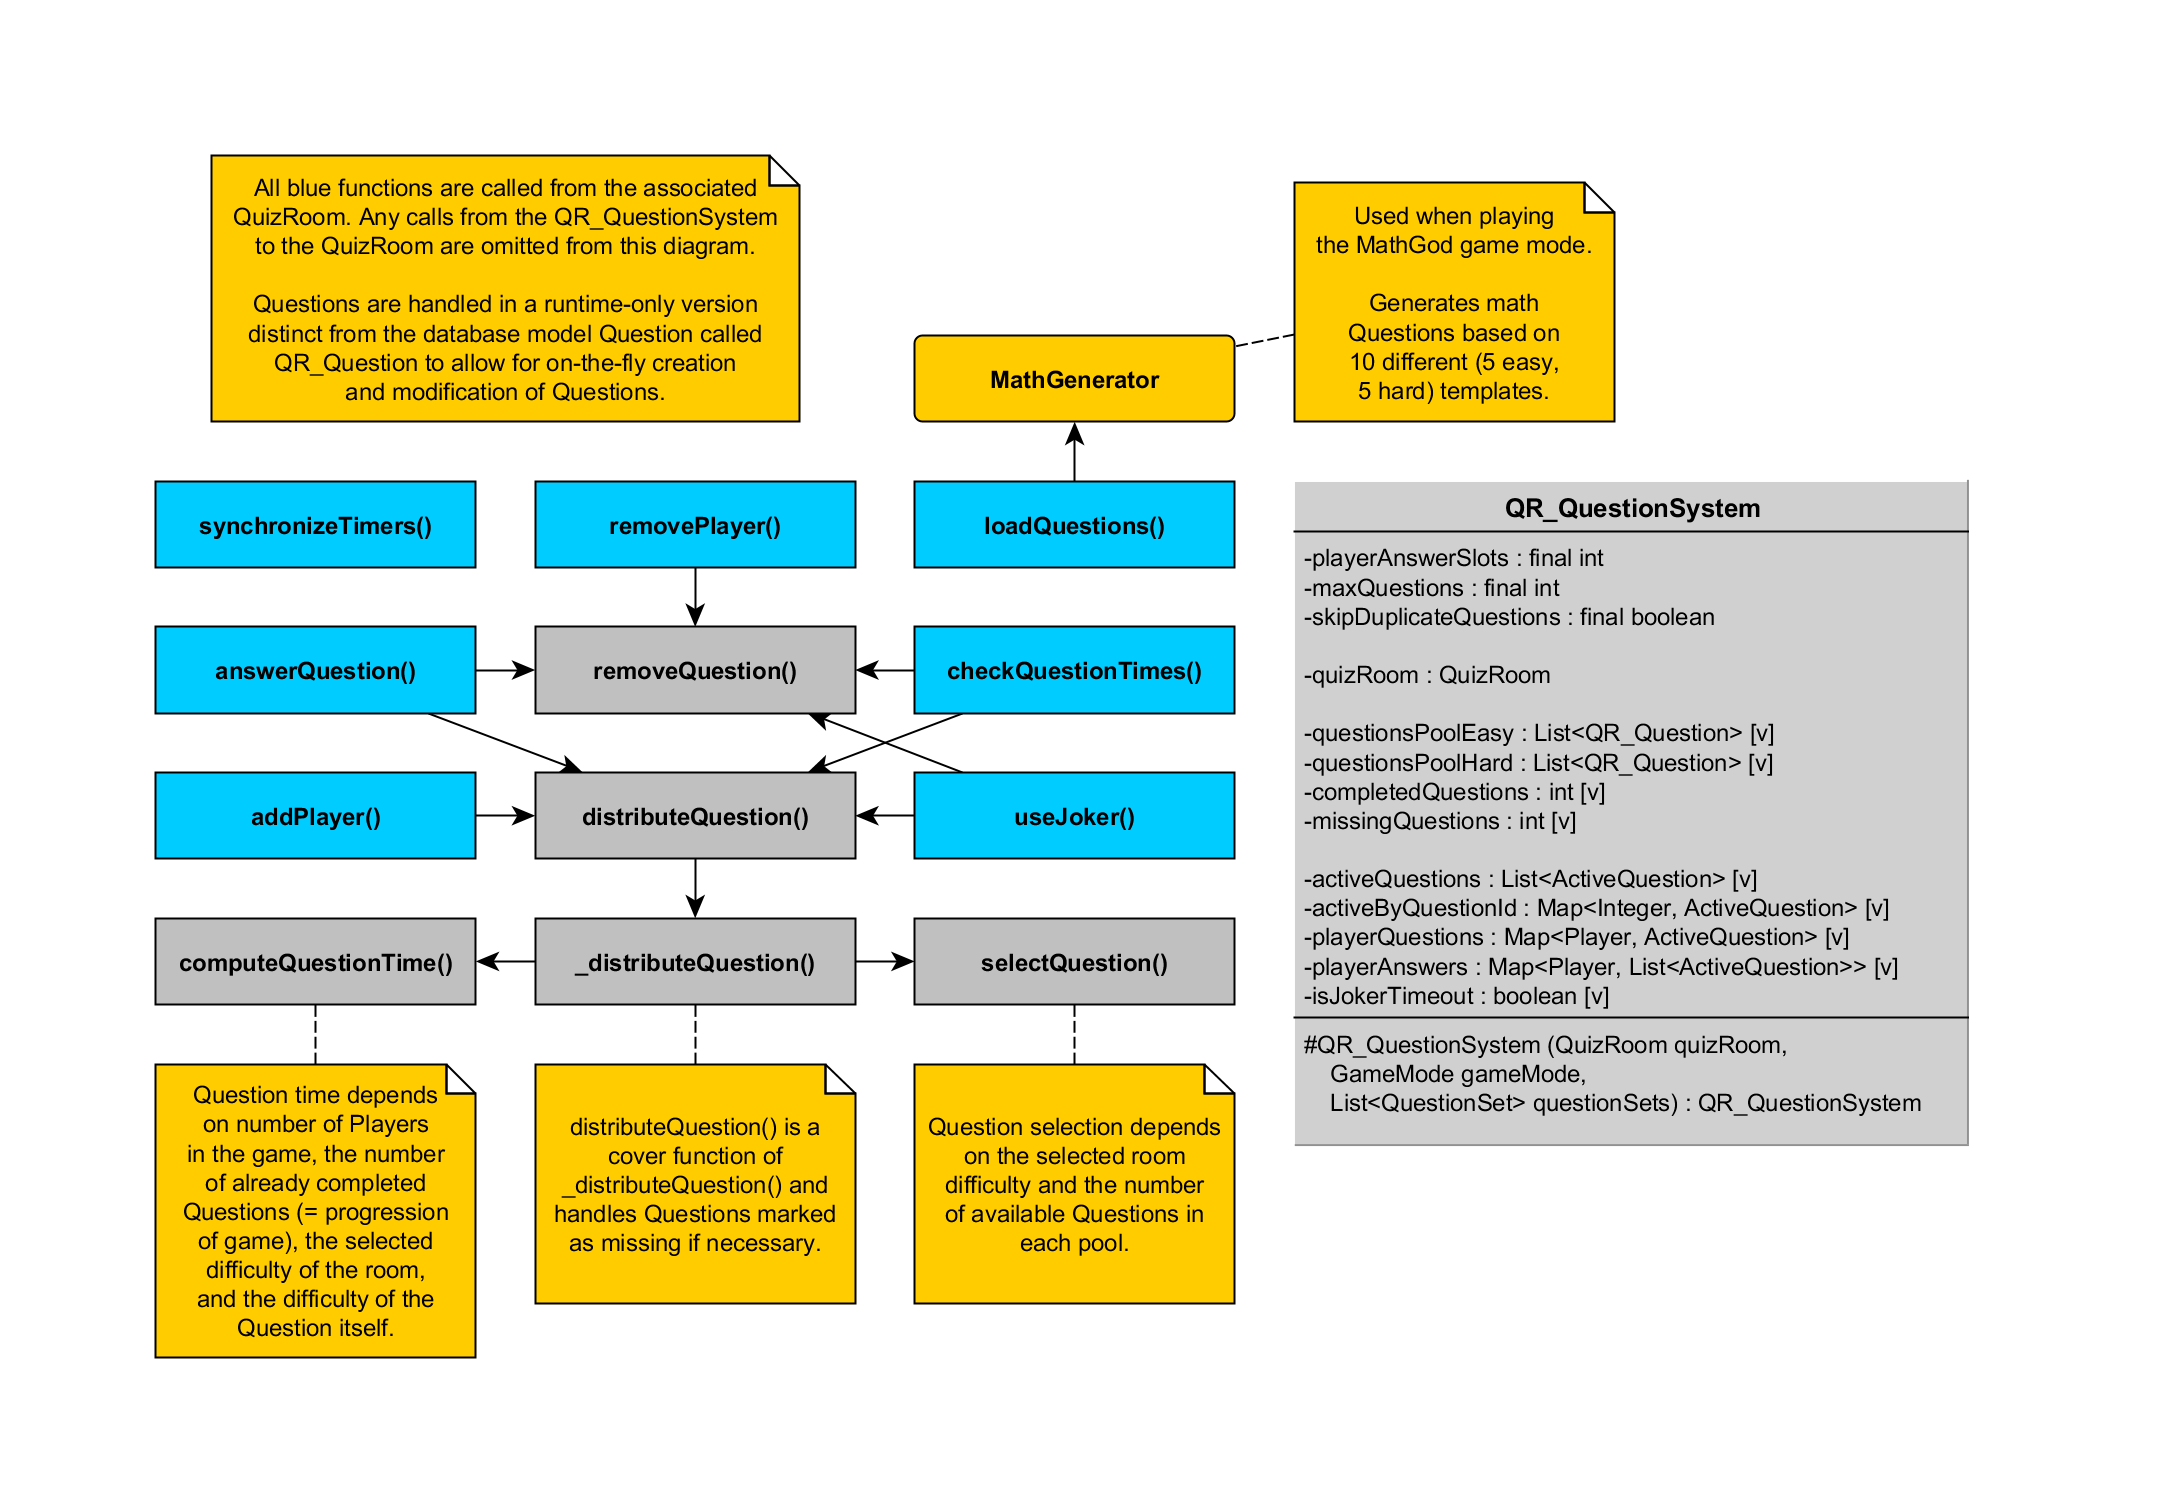 All blue functions are called from the associated
QuizRoom. Any calls from the QR_QuestionSystem
to the QuizRoom are omitted from this diagram.
Questions are handled in a runtime-only version
distinct from the database model Question called
QR_Question to allow for on-the-fly creation
and modification of Questions.
Used when playing
the MathGod game mode.
Generates math
Questions based on
10 different (5 easy,
5 hard) templates.
MathGenerator
synchronizeTimers()
removePlayer()
loadQuestions()
answerQuestion()
removeQuestion()
checkQuestionTimes()
addPlayer()
distributeQuestion()
useJoker()
computeQuestionTime()
_distributeQuestion()
selectQuestion()
Question time depends
on number of Players
in the game, the number
of already completed
Questions (= progression
of game), the selected
difficulty of the room,
and the difficulty of the
Question itself.
distributeQuestion() is a
cover function of
_distributeQuestion() and
handles Questions marked
as missing if necessary.
Question selection depends
on the selected room
difficulty and the number
of available Questions in
each pool.
QR_QuestionSystem
-playerAnswerSlots : final int
-maxQuestions : final int
-skipDuplicateQuestions : final boolean
-quizRoom : QuizRoom
-questionsPoolEasy : List<QR_Question> [v]
-questionsPoolHard : List<QR_Question> [v]
-completedQuestions : int [v]
-missingQuestions : int [v]
-activeQuestions : List<ActiveQuestion> [v]
-activeByQuestionId : Map<Integer, ActiveQuestion> [v]
-playerQuestions : Map<Player, ActiveQuestion> [v]
-playerAnswers : Map<Player, List<ActiveQuestion>> [v]
-isJokerTimeout : boolean [v]
#QR_QuestionSystem (QuizRoom quizRoom,
GameMode gameMode,
List<QuestionSet> questionSets) : QR_QuestionSystem